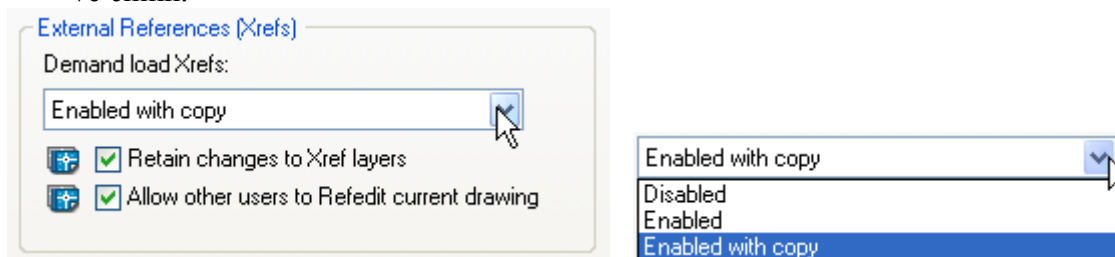 External References (Xrefs)
Demand load Xrefs:
Enabled with copy
Retain changes to Xref layers
Allow other users to Refedit current drawing
Enabled with copy
Disabled
Enabled
Enabled with copy